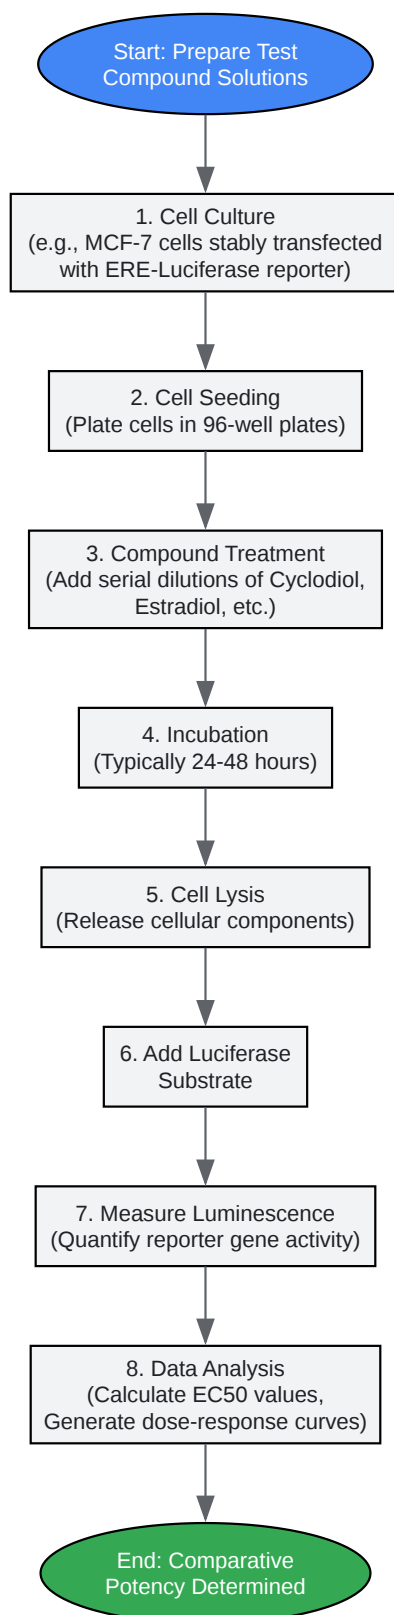 Start: Prepare Test
Compound Solutions
1. Cell Culture
(e.g., MCF-7 cells stably transfected
with ERE-Luciferase reporter)
2. Cell Seeding
(Plate cells in 96-well plates)
3. Compound Treatment
(Add serial dilutions of Cyclodiol,
Estradiol, etc.)
4. Incubation
(Typically 24-48 hours)
5. Cell Lysis
(Release cellular components)
6. Add Luciferase
Substrate
7. Measure Luminescence
(Quantify reporter gene activity)
8. Data Analysis
(Calculate EC50 values,
Generate dose-response curves)
End: Comparative
Potency Determined